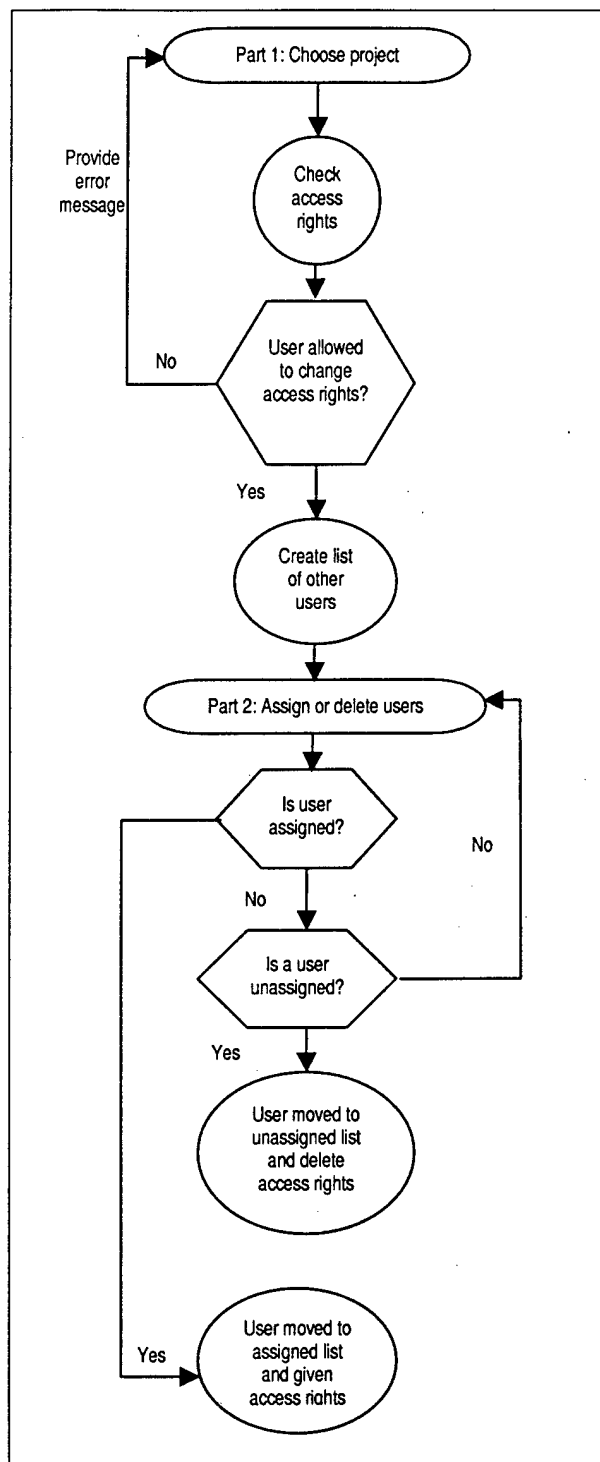 Part 1: Choose project
Provide
error
message
Check
access
rights
User allowed
to change
access rights?
No
Yes
Create list
of other
users
Part 2: Assign or delete users
Is user
assigned?
No
No
Is a user
unassigned?
Yes
User moved to
unassigned list
and delete
access rights
Yes
User moved to
assigned list
and given
access rights